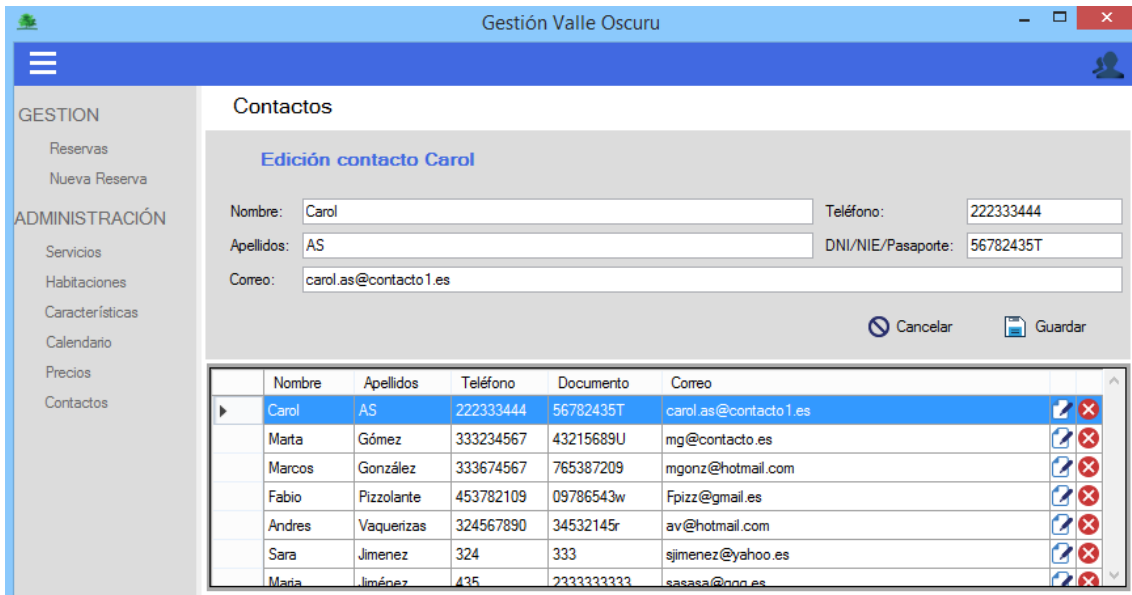 Gestión Valle Oscuru
GESTION
Reservas
Nueva Reserva
ADMINISTRACIÓN
Servicios
Habitaciones
Características
Calendario
Precios
Contactos
Contactos
Edición contacto Carol
Nombre: Carol Teléfono: 222333444
Apellidos: AS DNI/NIE/Pasaporte: 56782435T
Correo: carol.as@contacto1.es
Cancelar Guardar
Nombre Apellidos Teléfono Documento Correo
Carol AS 222333444 56782435T carol.as@contacto1.es
Marta Gómez 333234567 43215689U mg@contacto.es
Marcos González 333674567 765387209 mgonz@hotmail.com
Fabio Pizzolante 453782109 09786543w Fpizz@gmail.es
Andres Vaquerizas 324567890 34532145r av@hotmail.com
Sara Jimenez 324 333 sjimenez@yahoo.es
Maria Jiménez 435 2333333333